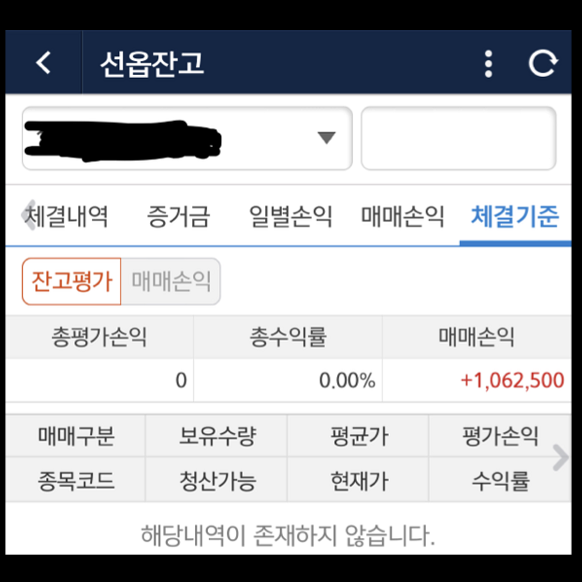 선옵잔고
체결내역 증거금 일별손익 매매손익 체결기준
잔고평가 매매손익
총평가손익 총수익률 매매손익
0 0.00% +1,062,500
매매구분 보유수량 평균가 평가손익
종목코드 청산가능 현재가 수익률
해당내역이 존재하지 않습니다.